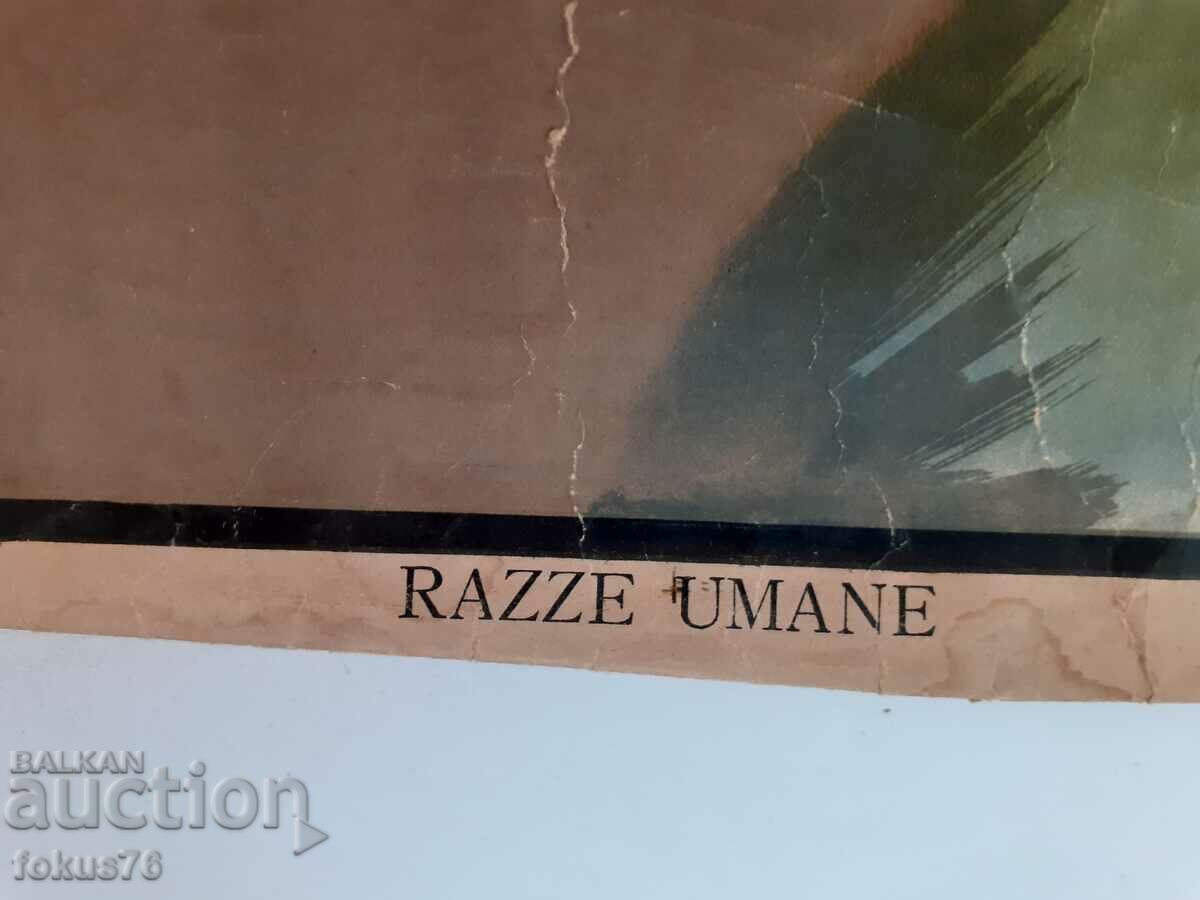 RAZZE UMANE
BALKAN
auction
fokus76